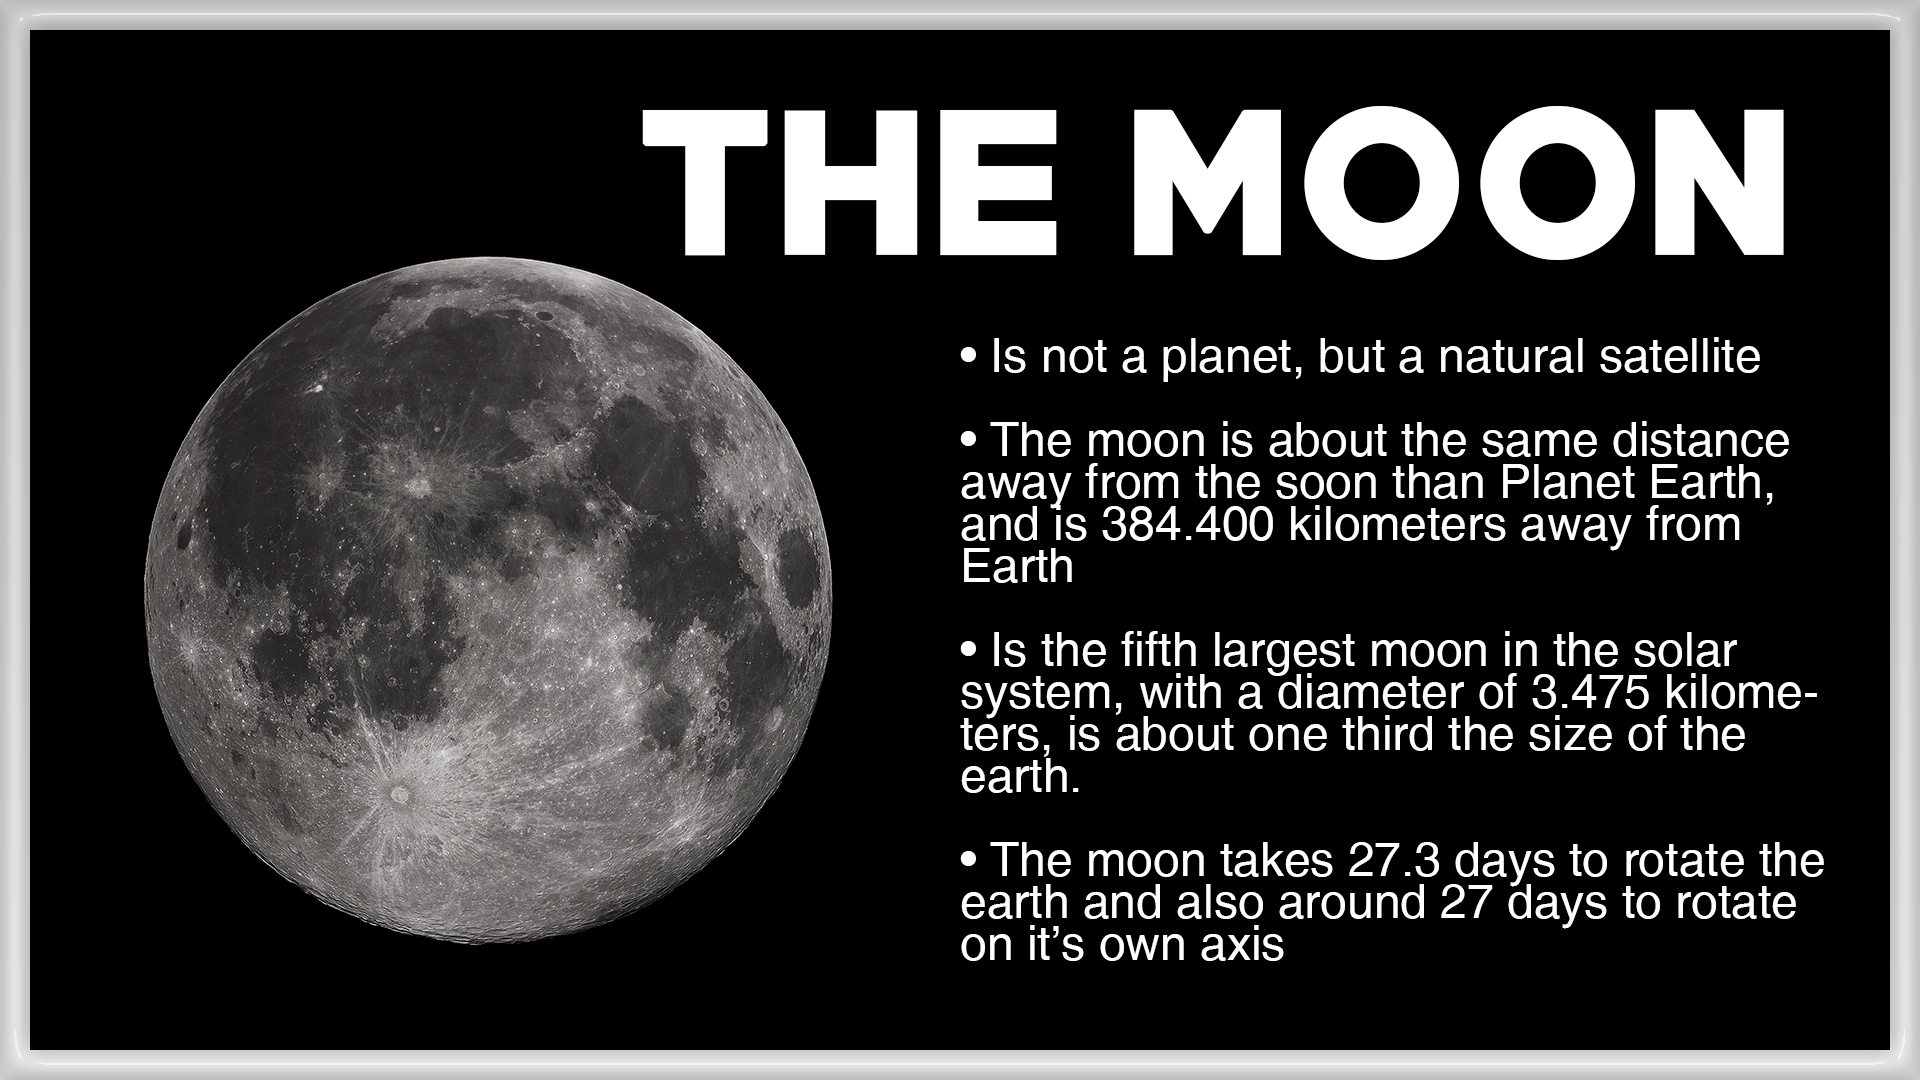 THE MOON
• Is not a planet, but a natural satellite
• The moon is about the same distance
away from the soon than Planet Earth,
and is 384.400 kilometers away from
Earth
• Is the fifth largest moon in the solar
system, with a diameter of 3.475 kilome-
ters, is about one third the size of the
earth.
• The moon takes 27.3 days to rotate the
earth and also around 27 days to rotate
on it’s own axis